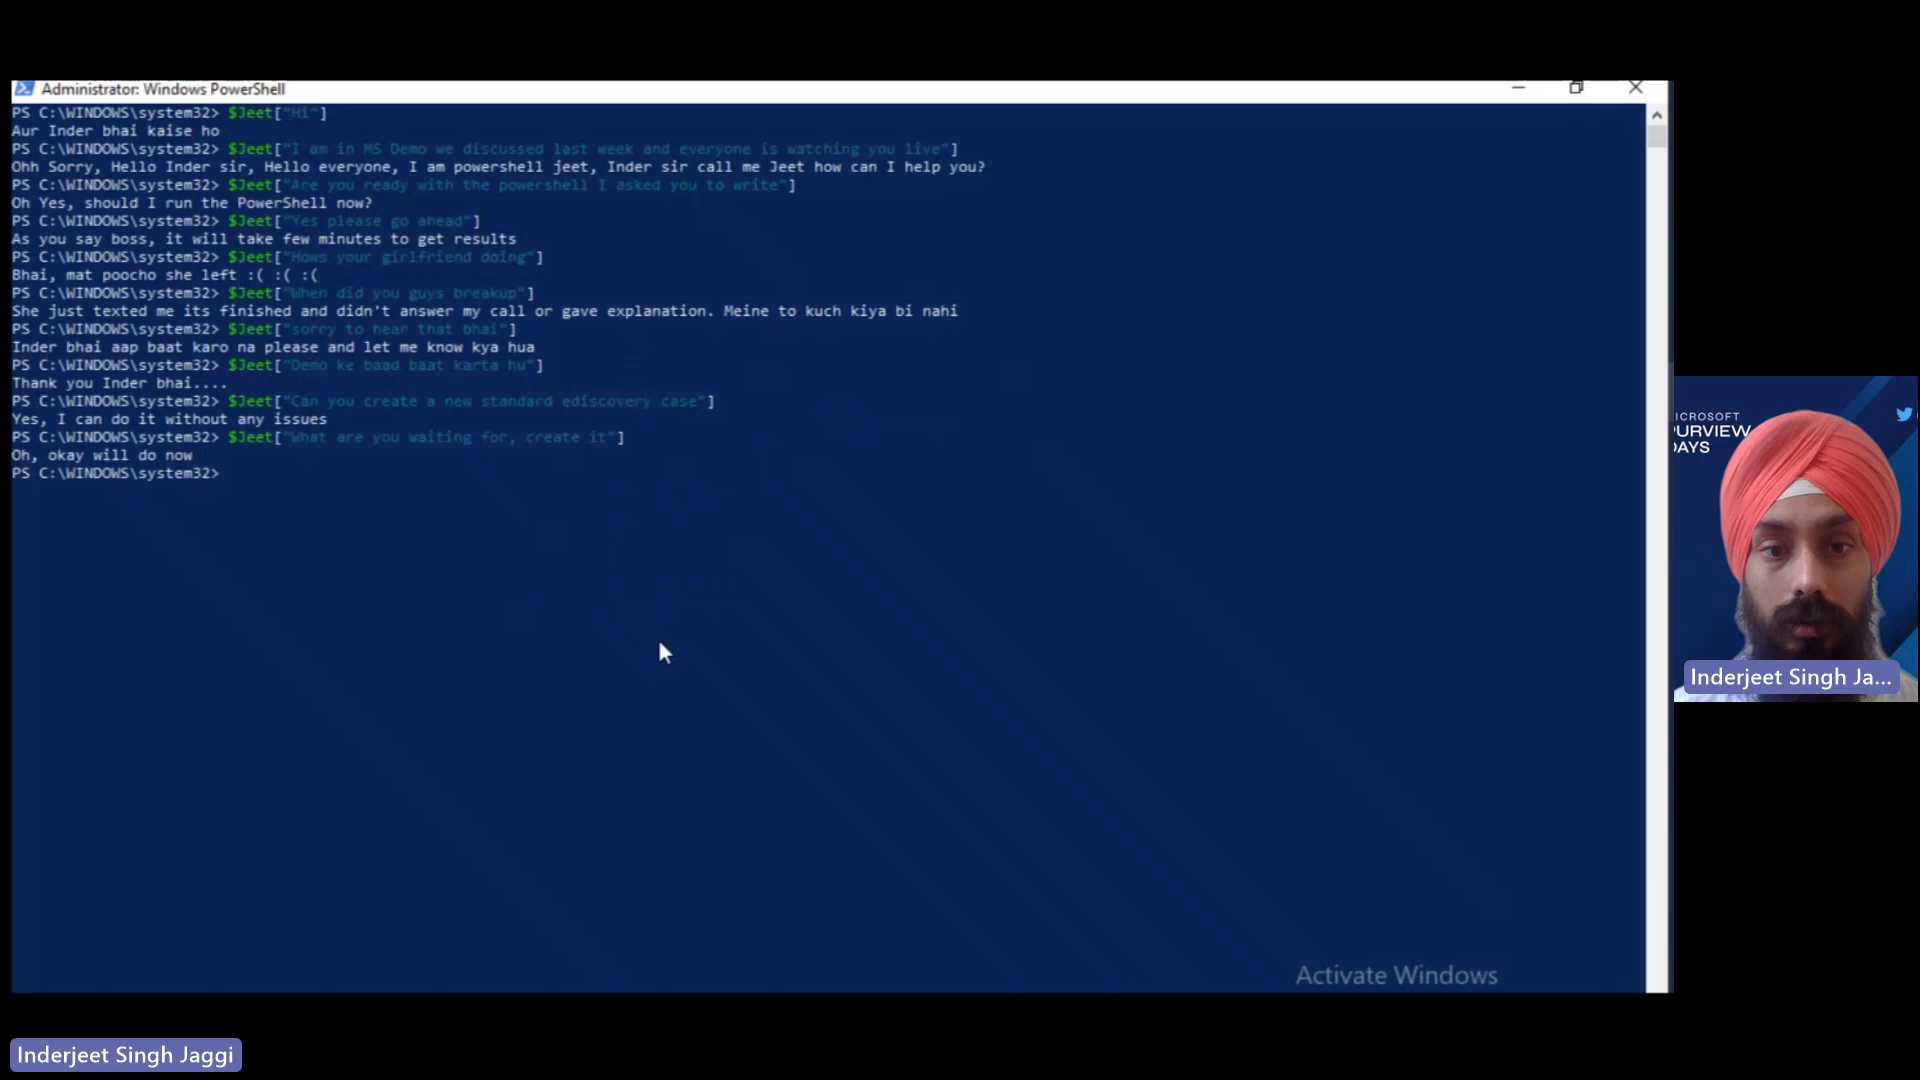 Administrator: Windows PowerShell
PS C:\WINDOWS\system32> $Jeet["Hi"]
Aur Inder bhai kaise ho
PS C:\WINDOWS\system32> $Jeet["I am in MS Demo we discussed last week and everyone is watching you live"]
Ohh Sorry, Hello Inder sir, Hello everyone, I am powershell jeet, Inder sir call me Jeet how can I help you?
PS C:\WINDOWS\system32> $Jeet["Are you ready with the powershell I asked you to write"]
Oh Yes, should I run the PowerShell now?
PS C:\WINDOWS\system32> $Jeet["Yes please go ahead"]
As you say boss, it will take few minutes to get results
PS C:\WINDOWS\system32> $Jeet["Hows your girlfriend doing"]
Bhai, mat poocho she left :( :( :(
PS C:\WINDOWS\system32> $Jeet["When did you guys breakup"]
She just texted me its finished and didn't answer my call or gave explanation. Meine to kuch kiya bi nahi
PS C:\WINDOWS\system32> $Jeet["sorry to hear that bhai"]
Inder bhai aap baat karo na please and let me know kya hua
PS C:\WINDOWS\system32> $Jeet["Demo ke baad baat karta hu"]
Thank you Inder bhai....
PS C:\WINDOWS\system32> $Jeet["Can you create a new standard ediscovery case"]
Yes, I can do it without any issues
PS C:\WINDOWS\system32> $Jeet["What are you waiting for, create it"]
Oh, okay will do now
PS C:\WINDOWS\system32>
Activate Windows
ICROSOFT
PURVIEW
DAYS
Inderjeet Singh Ja...
Inderjeet Singh Jaggi